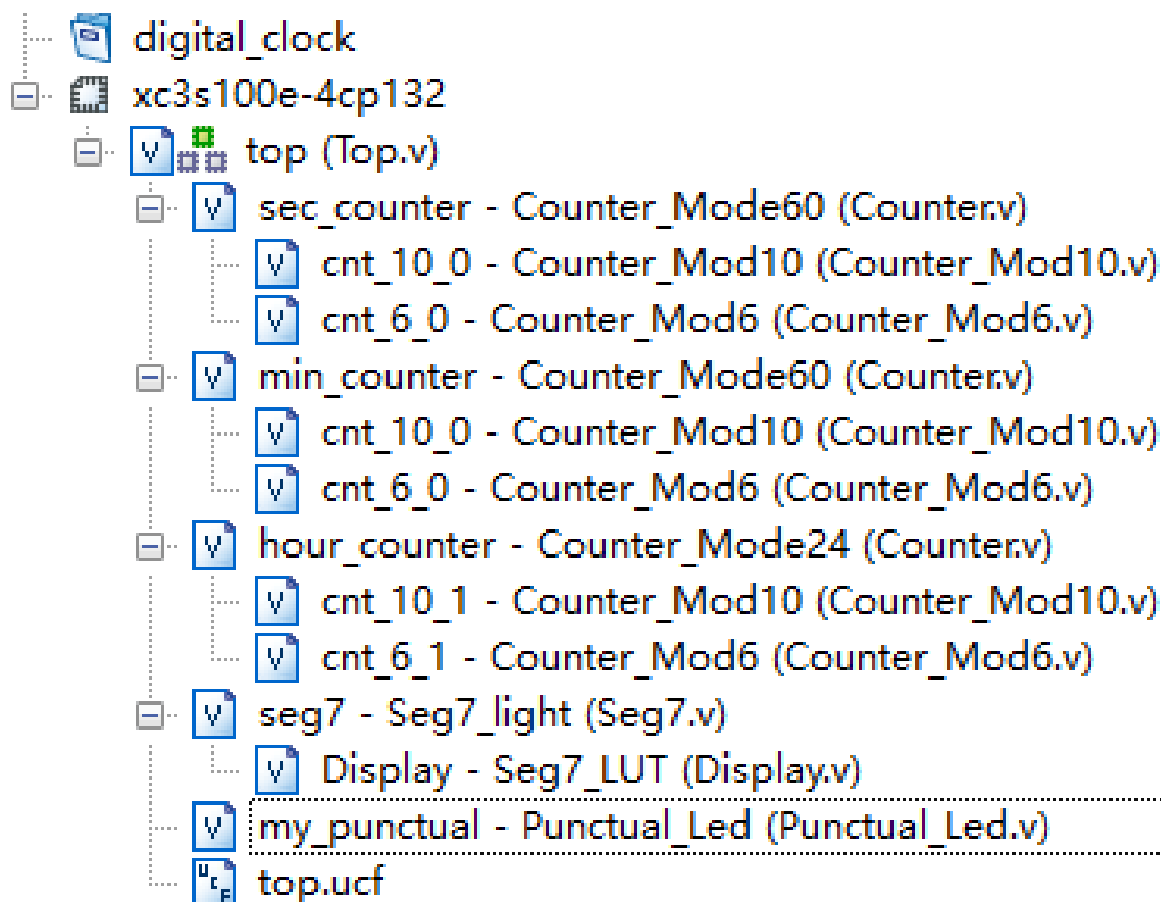 digital_clock
xc3s100e-4cp132
top (Top.v)
sec_counter - Counter_Mode60 (Counter.v)
cnt_10_0 - Counter_Mod10 (Counter_Mod10.v)
cnt_6_0 - Counter_Mod6 (Counter_Mod6.v)
min_counter - Counter_Mode60 (Counter.v)
cnt_10_0 - Counter_Mod10 (Counter_Mod10.v)
cnt_6_0 - Counter_Mod6 (Counter_Mod6.v)
hour_counter - Counter_Mode24 (Counter.v)
cnt_10_1 - Counter_Mod10 (Counter_Mod10.v)
cnt_6_1 - Counter_Mod6 (Counter_Mod6.v)
seg7 - Seg7_light (Seg7.v)
Display - Seg7_LUT (Display.v)
my_punctual - Punctual_Led (Punctual_Led.v)
top.ucf